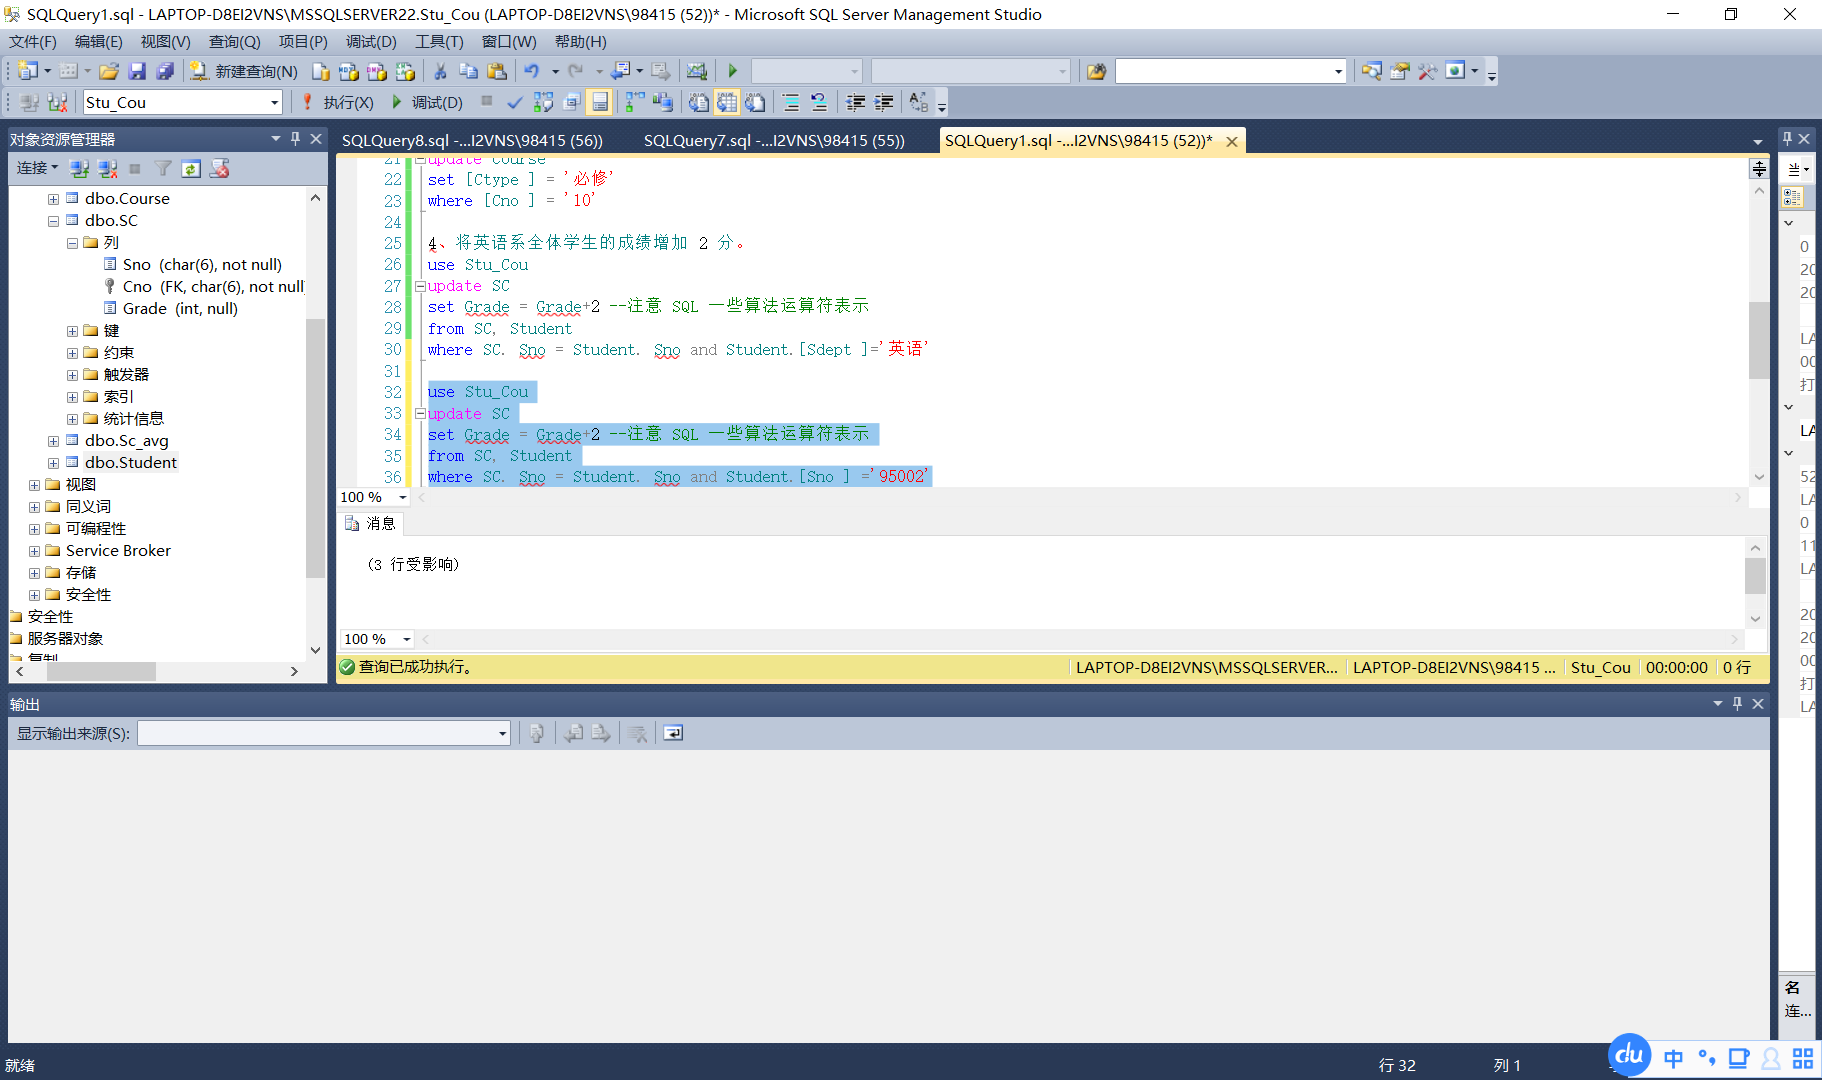 SQLQuery1.sql - LAPTOP-D8EI2VNS\MSSQLSERVER22.Stu_Cou (LAPTOP-D8EI2VNS\98415 (52))* - Microsoft SQL Server Management Studio
文件(F) 编辑(E) 视图(V) 查询(Q) 项目(P) 调试(D) 工具(T) 窗口(W) 帮助(H)
新建查询(N)
Stu_Cou 执行(X) 调试(D)
对象资源管理器
连接
dbo.Course
dbo.SC
列
Sno (char(6), not null)
Cno (FK, char(6), not null
Grade (int, null)
键
约束
触发器
索引
统计信息
dbo.Sc_avg
dbo.Student
视图
同义词
可编程性
Service Broker
存储
安全性
安全性
服务器对象
复制
SQLQuery8.sql -...I2VNS\98415 (56)) SQLQuery7.sql -...I2VNS\98415 (55)) SQLQuery1.sql -...I2VNS\98415 (52))*
21 update Course
22 set [Ctype ] = '必修'
23 where [Cno ] = '10'
24
25 4、将英语系全体学生的成绩增加 2 分。
26 use Stu_Cou
27 update SC
28 set Grade = Grade+2 --注意 SQL 一些算法运算符表示
29 from SC, Student
30 where SC. Sno = Student. Sno and Student.[Sdept ]='英语'
31
32 use Stu_Cou
33 update SC
34 set Grade = Grade+2 --注意 SQL 一些算法运算符表示
35 from SC, Student
36 where SC. Sno = Student. Sno and Student.[Sno ] ='95002'
100 %
消息
(3 行受影响)
100 %
查询已成功执行。 LAPTOP-D8EI2VNS\MSSQLSERVER... LAPTOP-D8EI2VNS\98415 ... Stu_Cou 00:00:00 0 行
输出
显示输出来源(S):
当
0
20
20
LA
00
打
LA
52
LA
0
11
LA
20
20
00
打
LA
名
连...
就绪 行 32 列 1
du 中